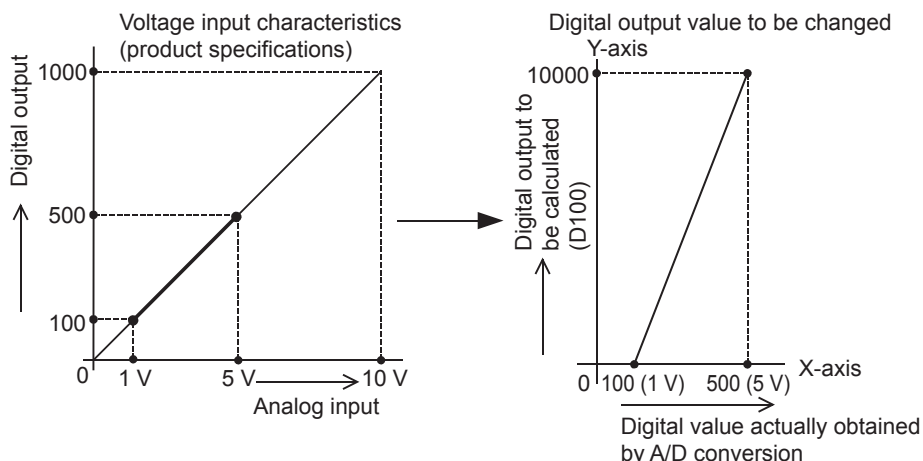 Voltage input characteristics
(product specifications)
1000
500
100
0
1 V
5 V
10 V
Digital output
Analog input
Digital output value to be changed
Y-axis
10000
Digital output to
be calculated
(D100)
0
100 (1 V)
500 (5 V)
X-axis
Digital value actually obtained
by A/D conversion